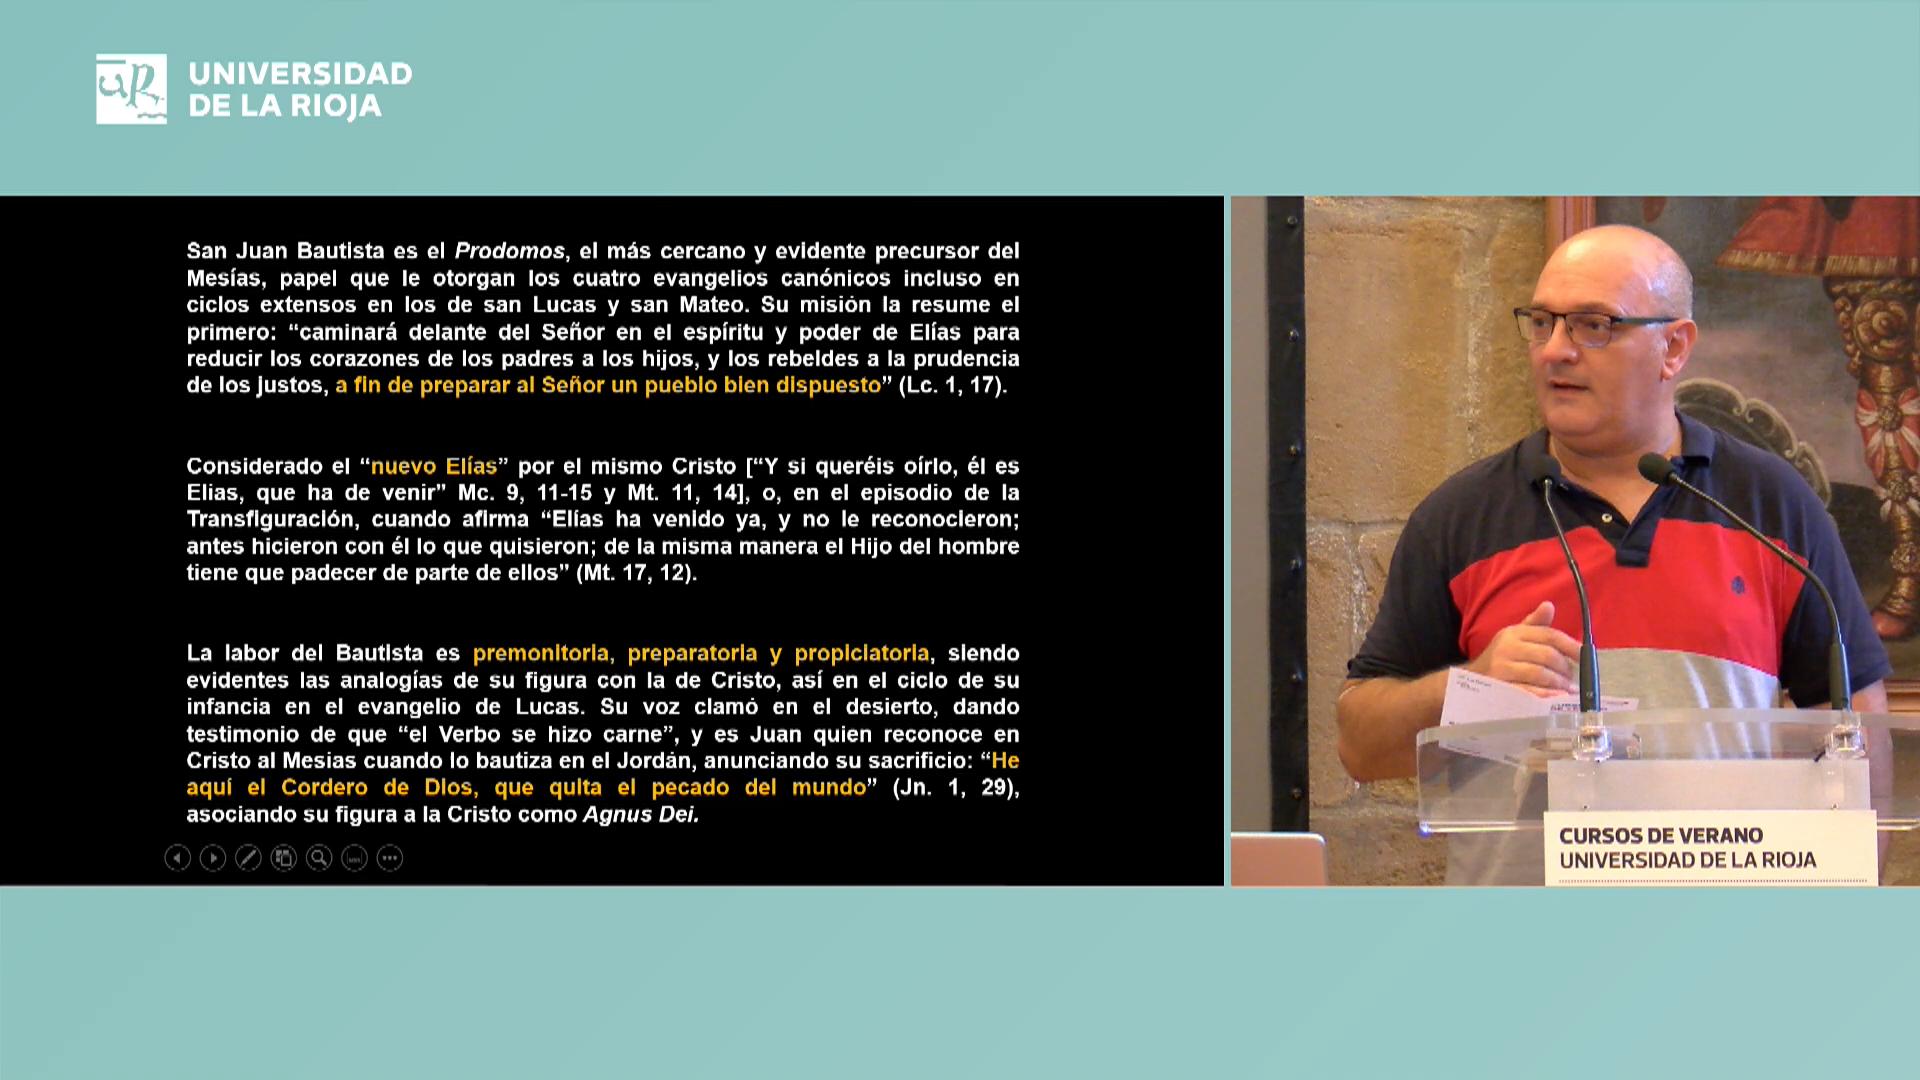 UNIVERSIDAD
DE LA RIOJA
San Juan Bautista es el Prodomos, el más cercano y evidente precursor del
Mesías, papel que le otorgan los cuatro evangelios canónicos incluso en
ciclos extensos en los de san Lucas y san Mateo. Su misión la resume el
primero: “caminará delante del Señor en el espíritu y poder de Elías para
reducir los corazones de los padres a los hijos, y los rebeldes a la prudencia
de los justos, a fin de preparar al Señor un pueblo bien dispuesto” (Lc. 1, 17).
Considerado el “nuevo Elías” por el mismo Cristo [“Y si queréis oírlo, él es
Elias, que ha de venir” Mc. 9, 11-15 y Mt. 11, 14], o, en el episodio de la
Transfiguración, cuando afirma “Elías ha venido ya, y no le reconocieron;
antes hicieron con él lo que quisieron; de la misma manera el Hijo del hombre
tiene que padecer de parte de ellos” (Mt. 17, 12).
La labor del Bautista es premonitoria, preparatoria y propiciatoria, siendo
evidentes las analogías de su figura con la de Cristo, así en el ciclo de su
infancia en el evangelio de Lucas. Su voz clamó en el desierto, dando
testimonio de que “el Verbo se hizo carne”, y es Juan quien reconoce en
Cristo al Mesias cuando lo bautiza en el Jordán, anunciando su sacrificio: “He
aquí el Cordero de Dios, que quita el pecado del mundo” (Jn. 1, 29),
asociando su figura a la Cristo como Agnus Dei.
CURSOS DE VERANO
UNIVERSIDAD DE LA RIOJA